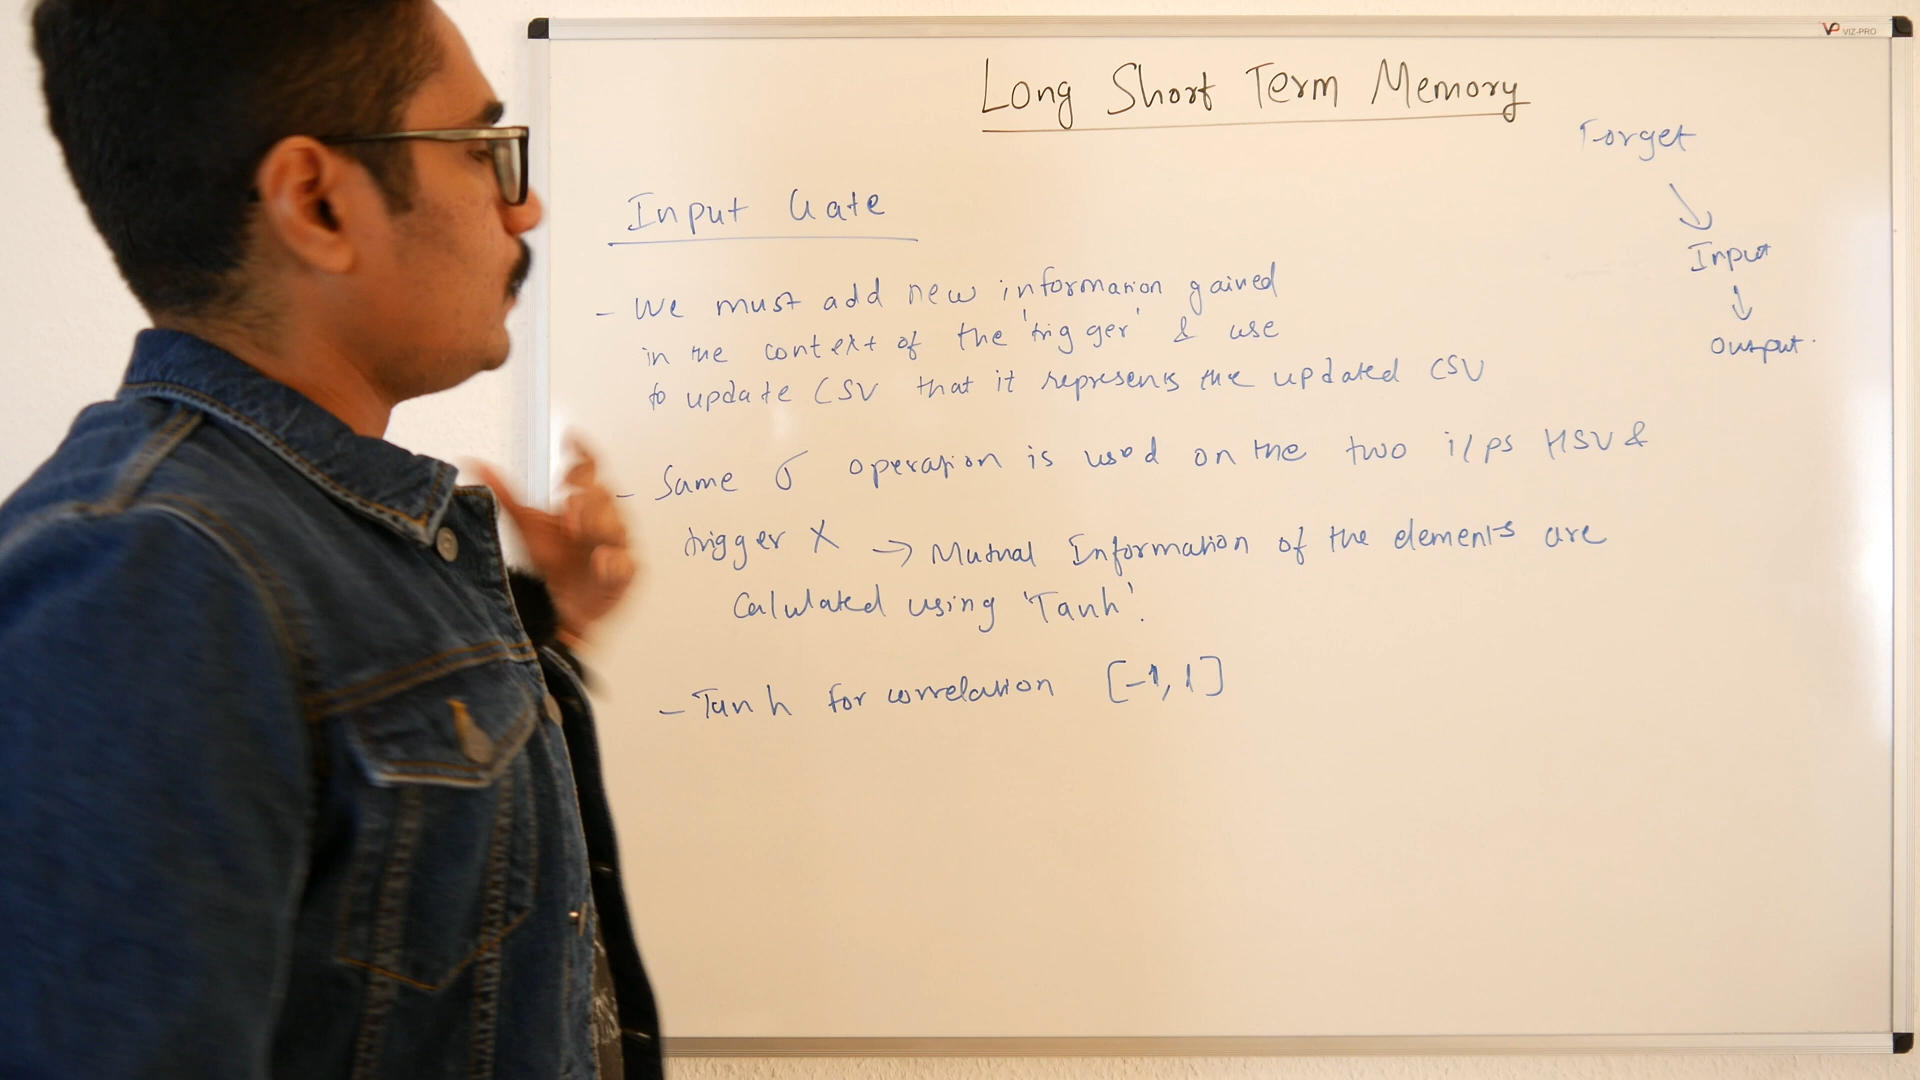 VP VIZ-PRO
Long Short Term Memory
Forget
Input
Output.
Input Gate
- We must add new information gained
in the context of the 'trigger' & use
to update CSV that it represents the updated CSV
- Same σ operation is used on the two i/ps HSV &
trigger X → Mutual Information of the elements are
Calulated using 'Tanh'.
- Tanh for correlation [-1, 1]